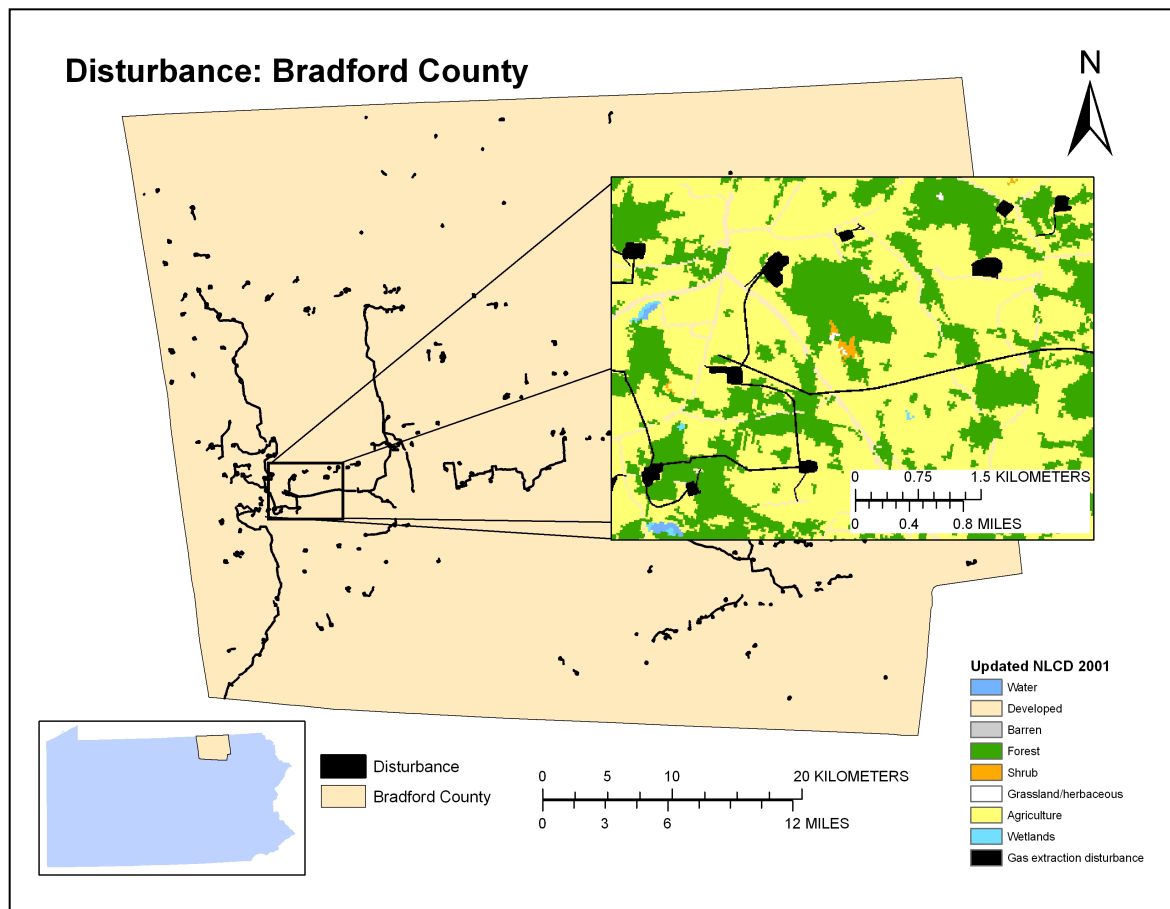 Disturbance: Bradford County
N
0 0.75 1.5 KILOMETERS
0 0.4 0.8 MILES
Updated NLCD 2001
Water
Developed
Barren
Forest
Shrub
Grassland/herbaceous
Agriculture
Wetlands
Gas extraction disturbance
Disturbance
Bradford County
0 5 10 20 KILOMETERS
0 3 6 12 MILES